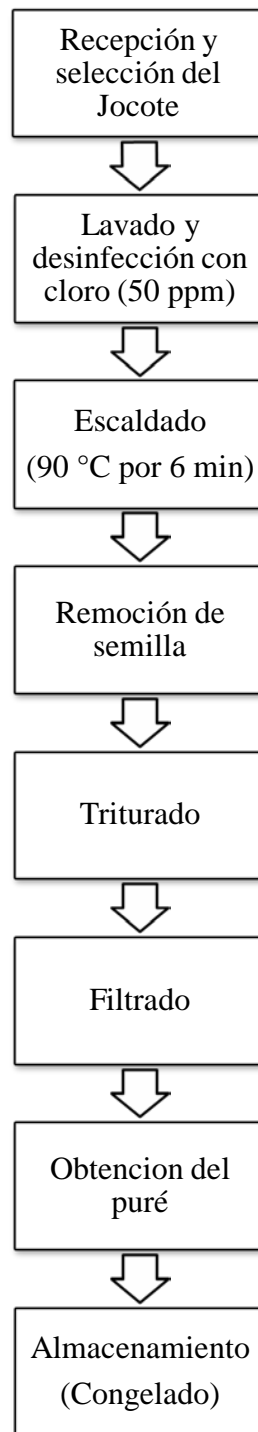 Recepción y
selección del
Jocote
Lavado y
desinfección con
cloro (50 ppm)
Escaldado
(90 °C por 6 min)
Remoción de
semilla
Triturado
Filtrado
Obtencion del
puré
Almacenamiento
(Congelado)